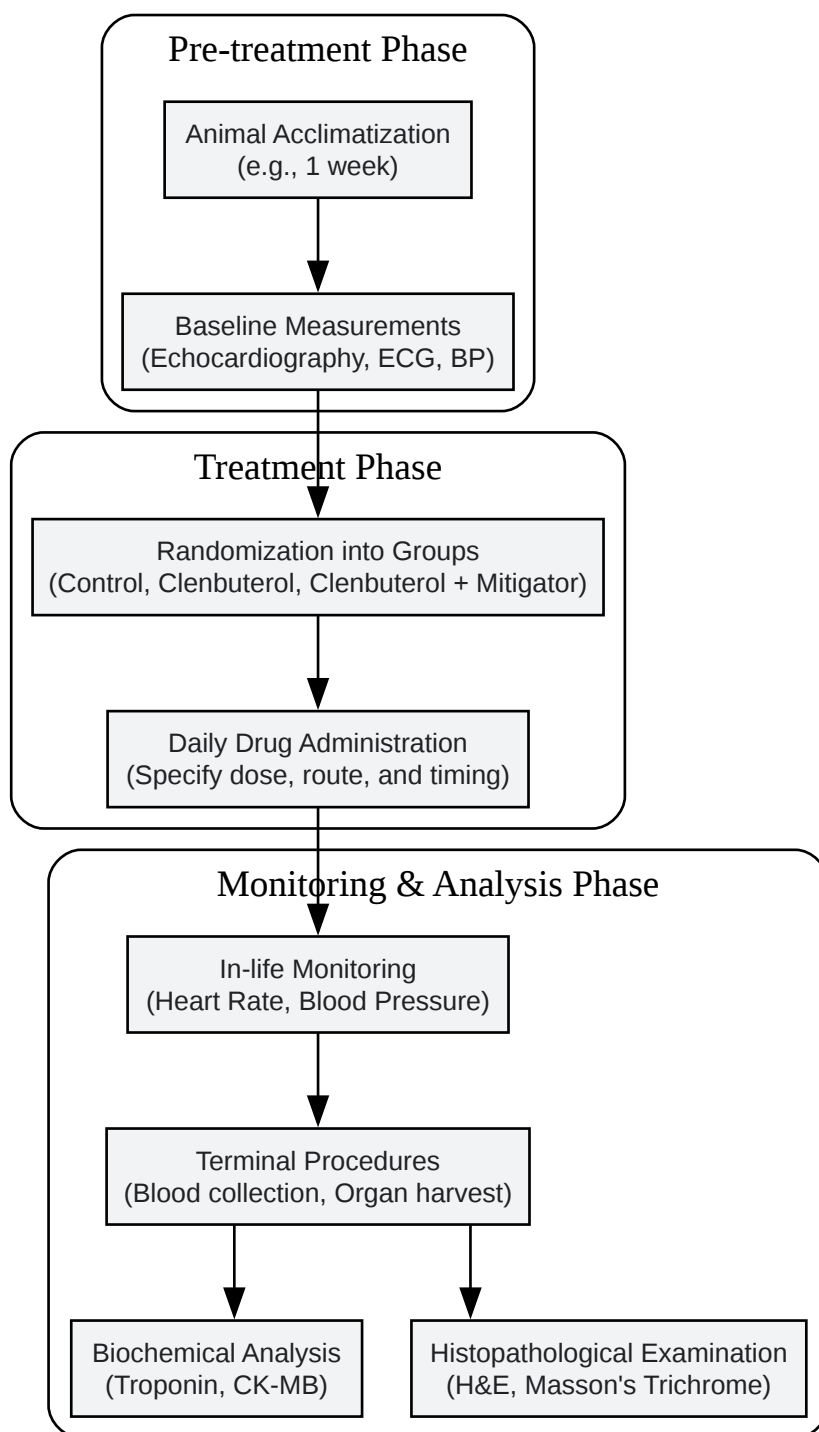 Pre-treatment Phase
Animal Acclimatization
(e.g., 1 week)
Baseline Measurements
(Echocardiography, ECG, BP)
Treatment Phase
Randomization into Groups
(Control, Clenbuterol, Clenbuterol + Mitigator)
Daily Drug Administration
(Specify dose, route, and timing)
Monitoring & Analysis Phase
In-life Monitoring
(Heart Rate, Blood Pressure)
Terminal Procedures
(Blood collection, Organ harvest)
Biochemical Analysis
(Troponin, CK-MB)
Histopathological Examination
(H&E, Masson's Trichrome)